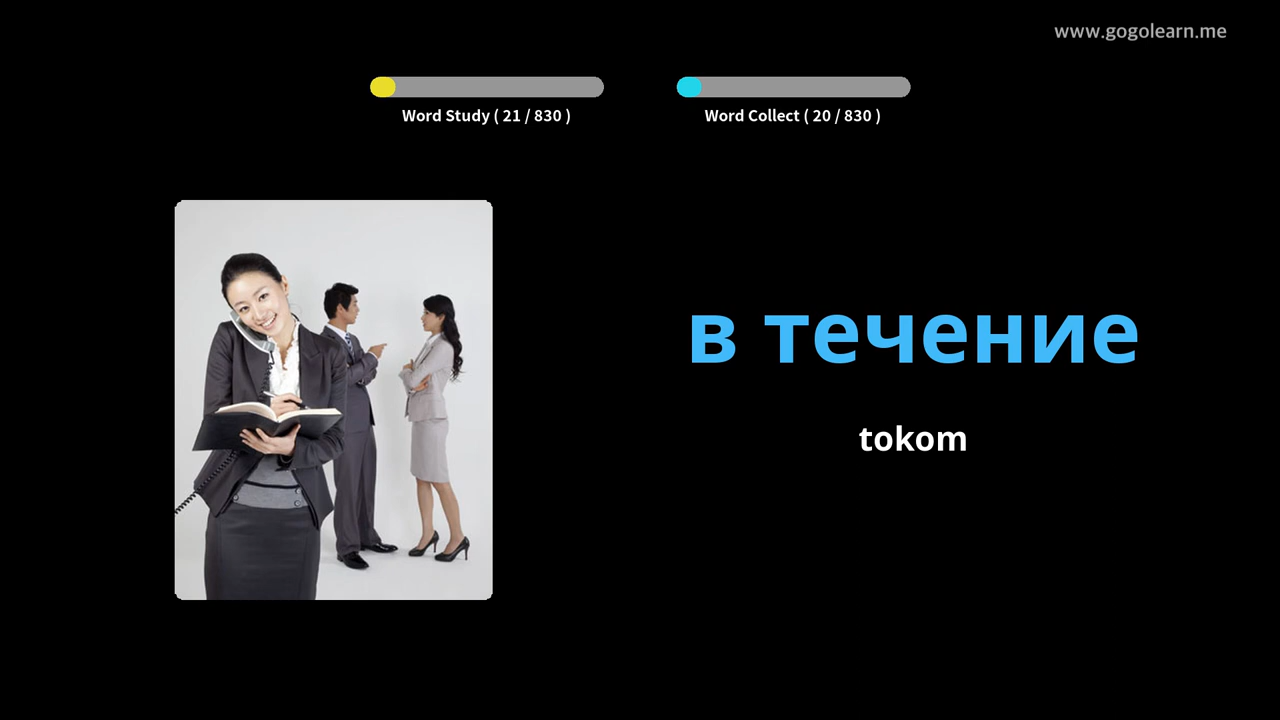 www.gogolearn.me
Word Study ( 21 / 830 )
Word Collect ( 20 / 830 )
в течение
tokom